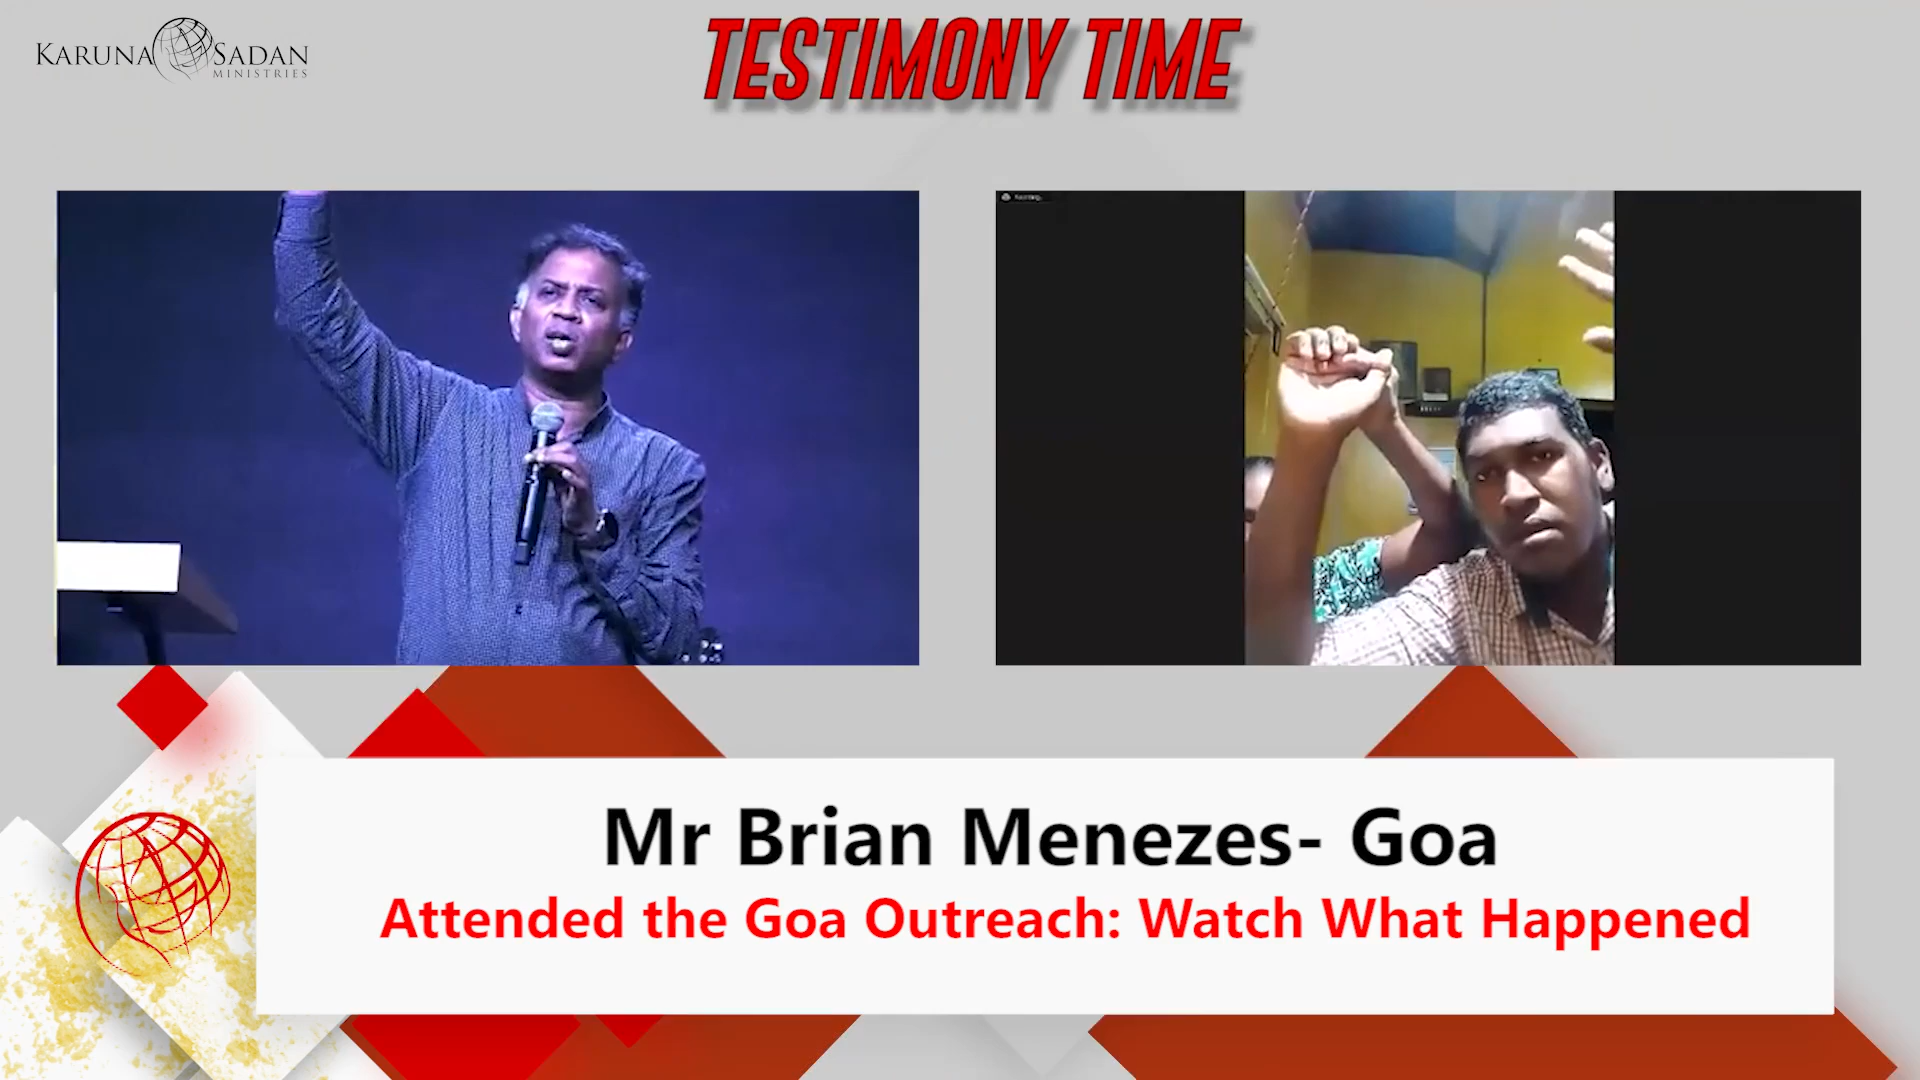 KARUNA SADAN
MINISTRIES
TESTIMONY TIME
Mr Brian Menezes- Goa
Attended the Goa Outreach: Watch What Happened